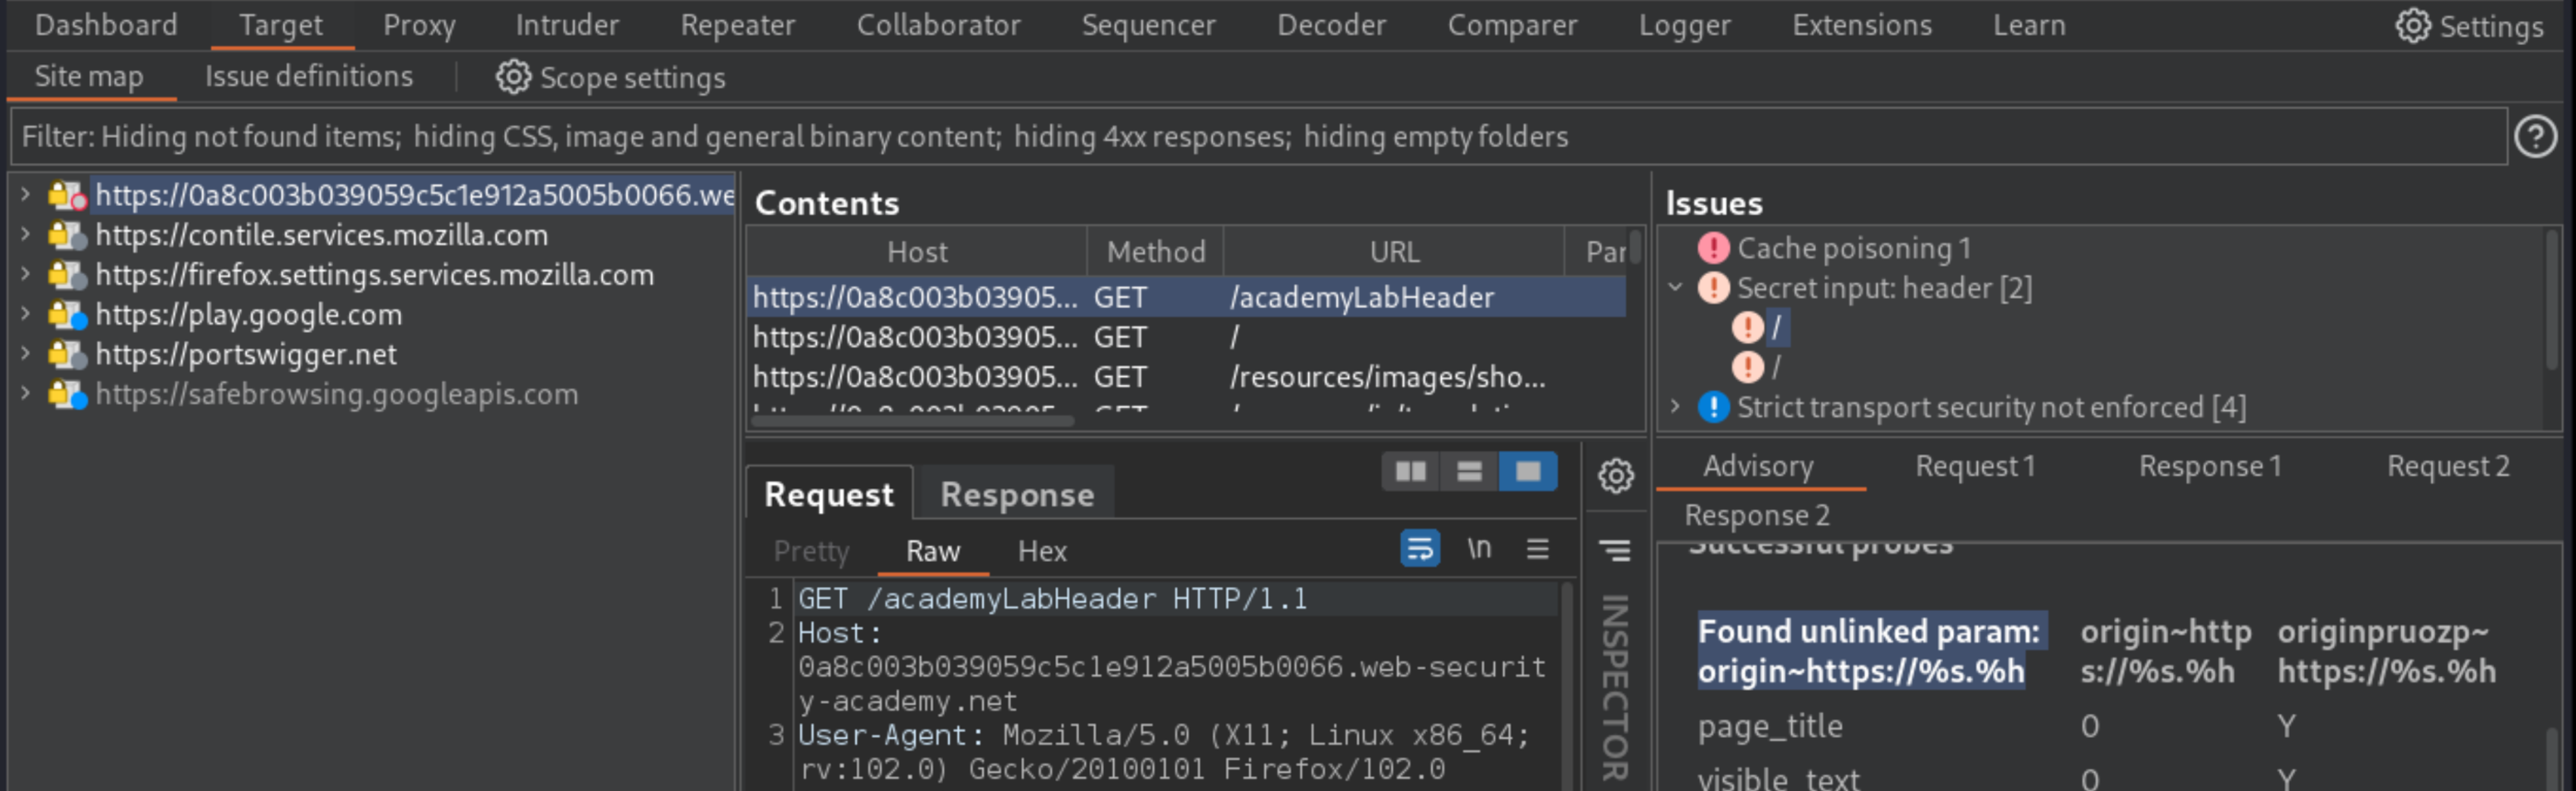 Dashboard Target Proxy Intruder Repeater Collaborator Sequencer Decoder Comparer Logger Extensions Learn Settings
Site map Issue definitions Scope settings
Filter: Hiding not found items; hiding CSS, image and general binary content; hiding 4xx responses; hiding empty folders
https://0a8c003b039059c5c1e912a5005b0066.we
https://contile.services.mozilla.com
https://firefox.settings.services.mozilla.com
https://play.google.com
https://portswigger.net
https://safebrowsing.googleapis.com
Contents
Host Method URL Par
https://0a8c003b03905... GET /academyLabHeader
https://0a8c003b03905... GET /
https://0a8c003b03905... GET /resources/images/sho...
Request Response
Pretty Raw Hex \n
1 GET /academyLabHeader HTTP/1.1
2 Host:
0a8c003b039059c5c1e912a5005b0066.web-securit
y-academy.net
3 User-Agent: Mozilla/5.0 (X11; Linux x86_64;
rv:102.0) Gecko/20100101 Firefox/102.0
INSPECTOR
Issues
Cache poisoning 1
Secret input: header [2]
/
/
Strict transport security not enforced [4]
Advisory Request 1 Response 1 Request 2
Response 2
Successful probes
Found unlinked param: origin~http originpruozp~
origin~https://%s.%h s://%s.%h https://%s.%h
page_title 0 Y
visible_text 0 Y